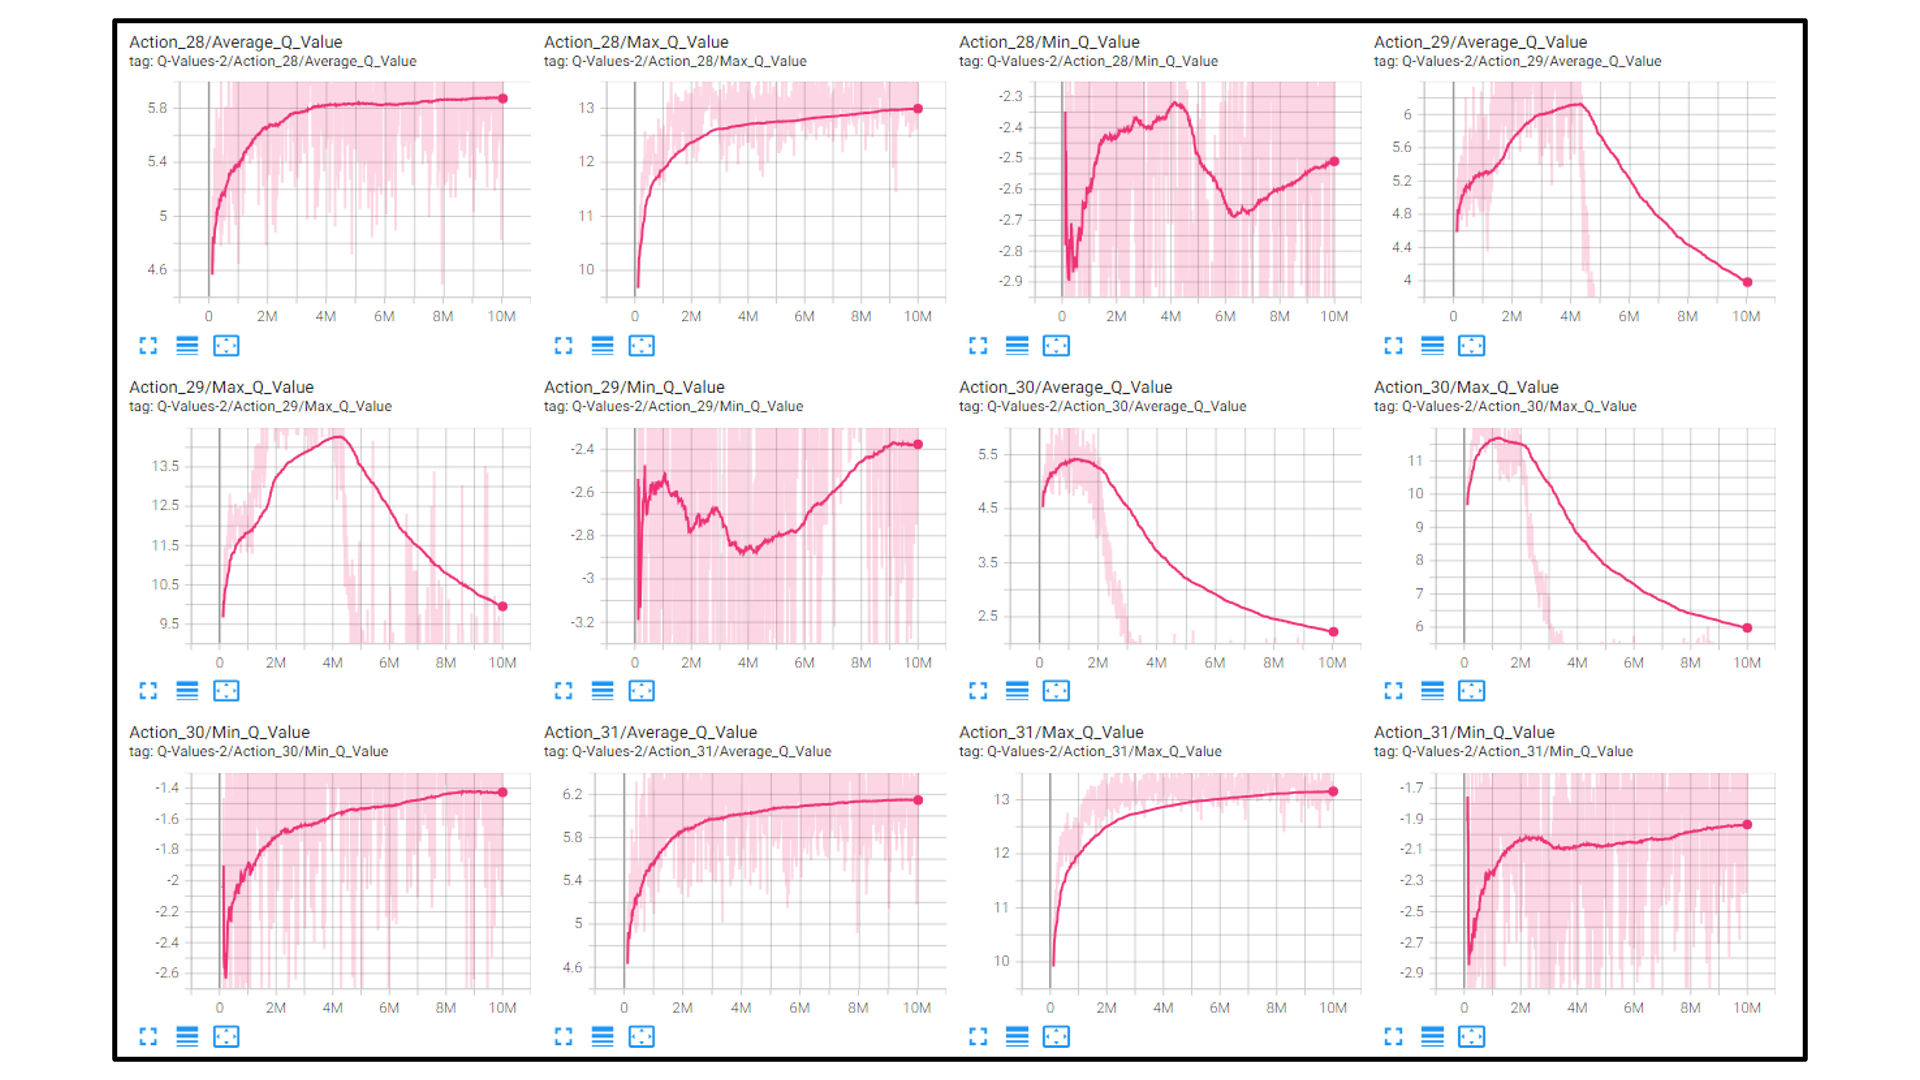 Action_28/Average_Q_Value
tag: Q-Values-2/Action_28/Average_Q_Value
5.8
5.4
5
4.6
0 2M 4M 6M 8M 10M
Action_28/Max_Q_Value
tag: Q-Values-2/Action_28/Max_Q_Value
13
12
11
10
0 2M 4M 6M 8M 10M
Action_28/Min_Q_Value
tag: Q-Values-2/Action_28/Min_Q_Value
-2.3
-2.4
-2.5
-2.6
-2.7
-2.8
-2.9
0 2M 4M 6M 8M 10M
Action_29/Average_Q_Value
tag: Q-Values-2/Action_29/Average_Q_Value
6
5.6
5.2
4.8
4.4
4
0 2M 4M 6M 8M 10M
Action_29/Max_Q_Value
tag: Q-Values-2/Action_29/Max_Q_Value
13.5
12.5
11.5
10.5
9.5
0 2M 4M 6M 8M 10M
Action_29/Min_Q_Value
tag: Q-Values-2/Action_29/Min_Q_Value
-2.4
-2.6
-2.8
-3
-3.2
0 2M 4M 6M 8M 10M
Action_30/Average_Q_Value
tag: Q-Values-2/Action_30/Average_Q_Value
5.5
4.5
3.5
2.5
0 2M 4M 6M 8M 10M
Action_30/Max_Q_Value
tag: Q-Values-2/Action_30/Max_Q_Value
11
10
9
8
7
6
0 2M 4M 6M 8M 10M
Action_30/Min_Q_Value
tag: Q-Values-2/Action_30/Min_Q_Value
-1.4
-1.6
-1.8
-2
-2.2
-2.4
-2.6
0 2M 4M 6M 8M 10M
Action_31/Average_Q_Value
tag: Q-Values-2/Action_31/Average_Q_Value
6.2
5.8
5.4
5
4.6
0 2M 4M 6M 8M 10M
Action_31/Max_Q_Value
tag: Q-Values-2/Action_31/Max_Q_Value
13
12
11
10
0 2M 4M 6M 8M 10M
Action_31/Min_Q_Value
tag: Q-Values-2/Action_31/Min_Q_Value
-1.7
-1.9
-2.1
-2.3
-2.5
-2.7
-2.9
0 2M 4M 6M 8M 10M